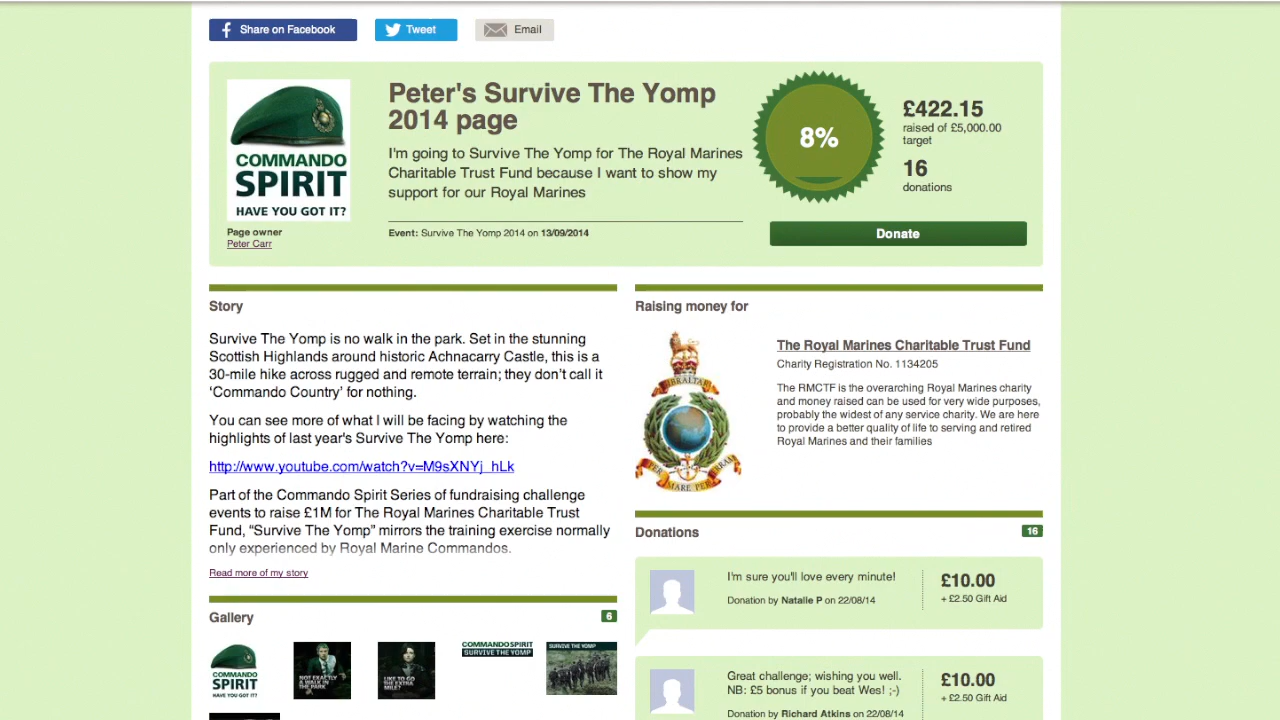 Share on Facebook
Tweet
Email
COMMANDO
SPIRIT
HAVE YOU GOT IT?
Page owner
Peter Carr
Peter's Survive The Yomp
2014 page
I'm going to Survive The Yomp for The Royal Marines
Charitable Trust Fund because I want to show my
support for our Royal Marines
Event: Survive The Yomp 2014 on 13/09/2014
8%
£422.15
raised of £5,000.00
target
16
donations
Donate
Story
Survive The Yomp is no walk in the park. Set in the stunning
Scottish Highlands around historic Achnacarry Castle, this is a
30-mile hike across rugged and remote terrain; they don’t call it
‘Commando Country’ for nothing.
You can see more of what I will be facing by watching the
highlights of last year's Survive The Yomp here:
http://www.youtube.com/watch?v=M9sXNYj_hLk
Part of the Commando Spirit Series of fundraising challenge
events to raise £1M for The Royal Marines Charitable Trust
Fund, “Survive The Yomp” mirrors the training exercise normally
only experienced by Royal Marine Commandos.
Read more of my story
Gallery
6
COMMANDO
SPIRIT
HAVE YOU GOT IT?
NOT EXACTLY
A WALK IN
THE PARK
LIKE TO GO
THE EXTRA
MILE?
COMMANDO SPIRIT
SURVIVE THE YOMP
SURVIVE THE YOMP
Raising money for
GIBRALTAR
PER MARE PER
The Royal Marines Charitable Trust Fund
Charity Registration No. 1134205
The RMCTF is the overarching Royal Marines charity
and money raised can be used for very wide purposes,
probably the widest of any service charity. We are here
to provide a better quality of life to serving and retired
Royal Marines and their families
Donations
16
I'm sure you'll love every minute!
Donation by Natalie P on 22/08/14
£10.00
+ £2.50 Gift Aid
Great challenge; wishing you well.
NB: £5 bonus if you beat Wes! ;-)
Donation by Richard Atkins on 22/08/14
£10.00
+ £2.50 Gift Aid